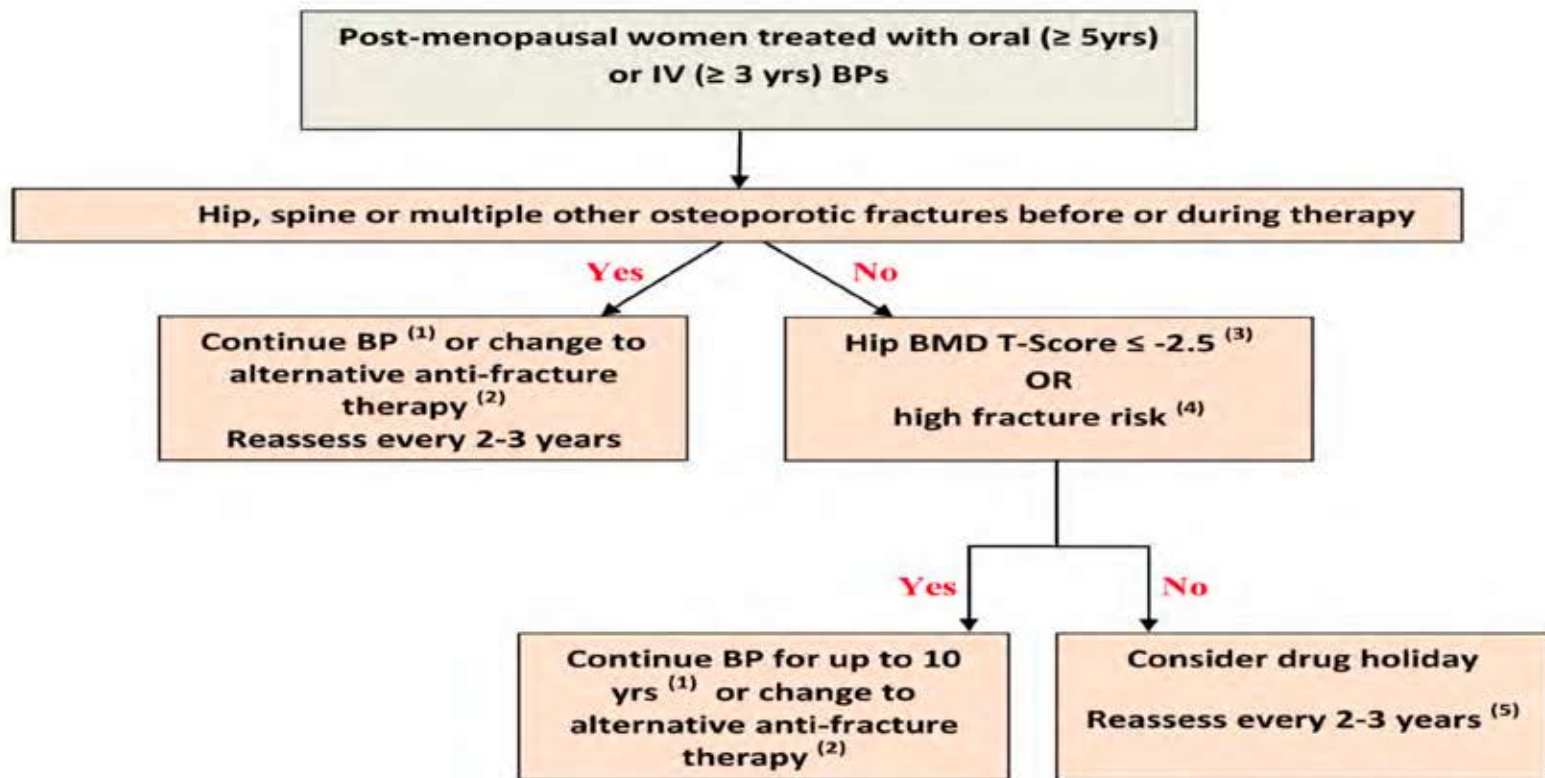 Post-menopausal women treated with oral (≥ 5yrs)
or IV (≥ 3 yrs) BPs
Hip, spine or multiple other osteoporotic fractures before or during therapy
Yes
No
Continue BP (1) or change to
alternative anti-fracture
therapy (2)
Reassess every 2-3 years
Hip BMD T-Score ≤ -2.5 (3)
OR
high fracture risk (4)
Yes
No
Continue BP for up to 10
yrs (1) or change to
alternative anti-fracture
therapy (2)
Consider drug holiday
Reassess every 2-3 years (5)